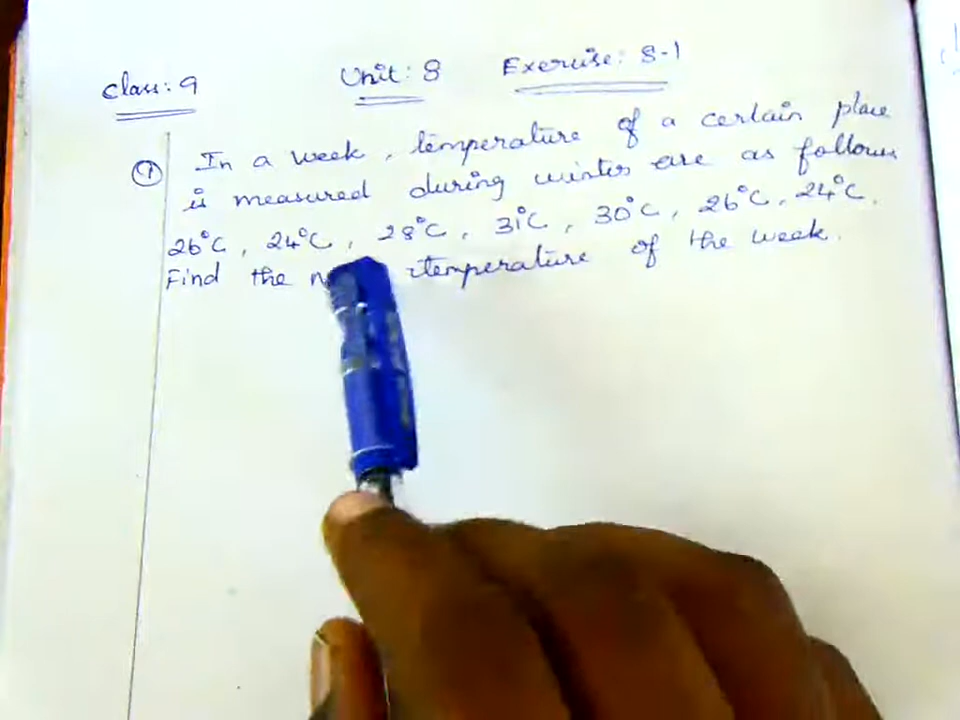 Class: 9 Unit: 8 Exercise: 8-1
① In a week, temperature of a certain place
is measured during winter are as follows
26°C, 24°C, 28°C, 31°C, 30°C, 26°C, 24°C.
Find the temperature of the week.